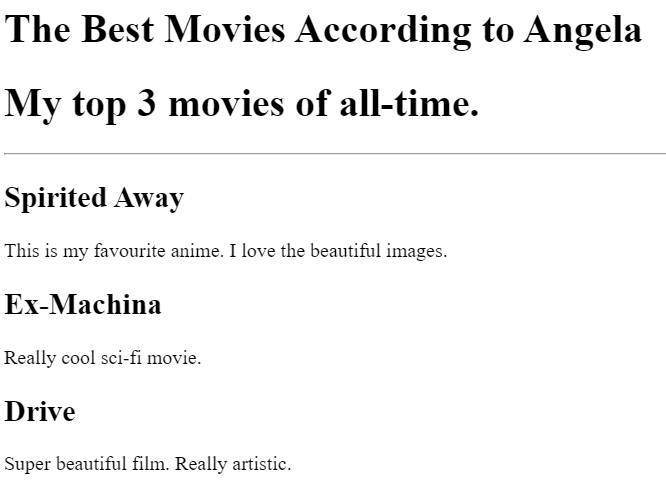 The Best Movies According to Angela
My top 3 movies of all-time.
Spirited Away
This is my favourite anime. I love the beautiful images.
Ex-Machina
Really cool sci-fi movie.
Drive
Super beautiful film. Really artistic.